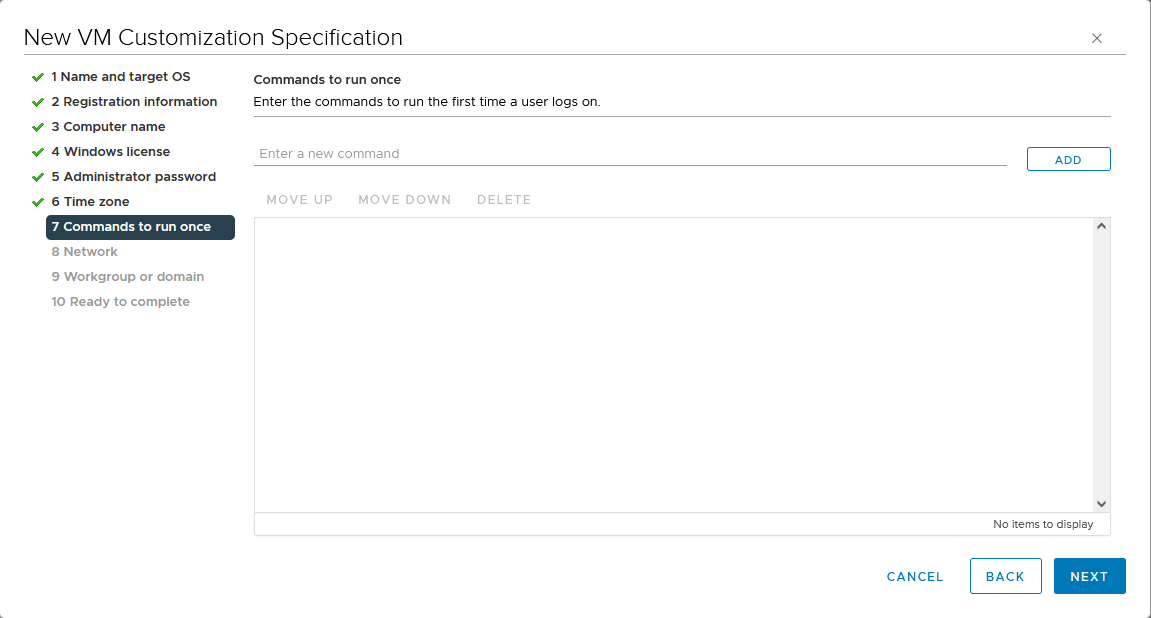 New VM Customization Specification
1 Name and target OS
2 Registration information
3 Computer name
4 Windows license
5 Administrator password
6 Time zone
7 Commands to run once
8 Network
9 Workgroup or domain
10 Ready to complete
Commands to run once
Enter the commands to run the first time a user logs on.
Enter a new command
ADD
MOVE UP MOVE DOWN DELETE
No items to display
CANCEL BACK NEXT